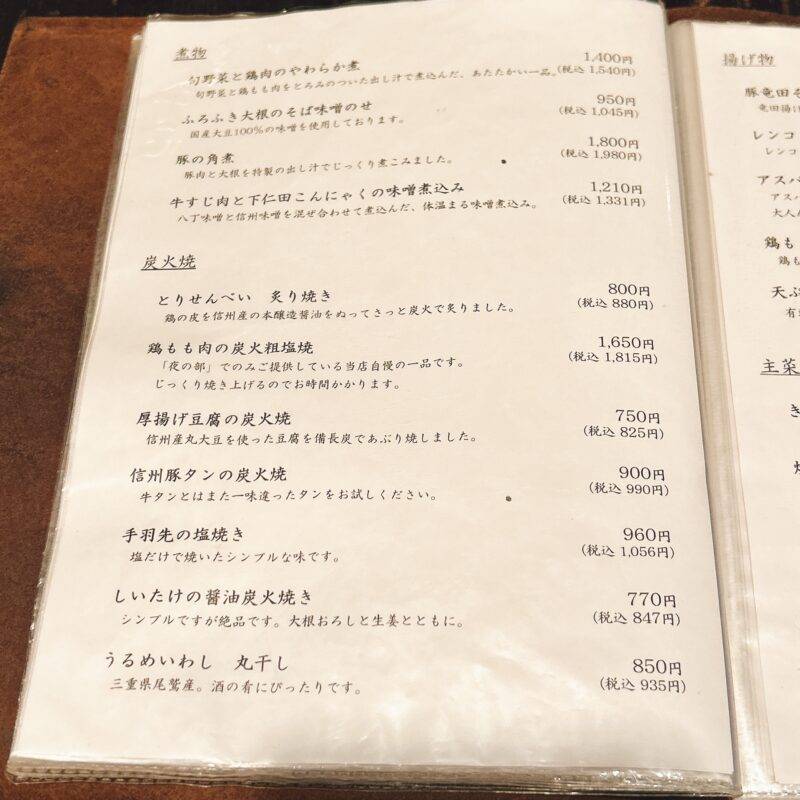 煮物
旬野菜と鶏肉のやわらか煮 1,400円
旬野菜と鶏もも肉をとろみのついた出し汁で煮込んだ、あたたかい一品。(税込 1,540円)
ふろふき大根のそば味噌のせ 950円
国産大豆100%の味噌を使用しております。 (税込 1,045円)
豚の角煮 1,800円
豚肉と大根を特製の出し汁でじっくり煮こみました。 (税込 1,980円)
牛すじ肉と下仁田こんにゃくの味噌煮込み 1,210円
八丁味噌と信州味噌を混ぜ合わせて煮込んだ、体温まる味噌煮込み。 (税込 1,331円)
炭火焼
とりせんべい 炙り焼き 800円
鶏の皮を信州産の本醸造醤油をぬってさっと炭火で炙りました。 (税込 880円)
鶏もも肉の炭火粗塩焼 1,650円
「夜の部」でのみご提供している当店自慢の一品です。 (税込 1,815円)
じっくり焼き上げるのでお時間かかります。
厚揚げ豆腐の炭火焼 750円
信州産丸大豆を使った豆腐を備長炭であぶり焼しました。 (税込 825円)
信州豚タンの炭火焼 900円
牛タンとはまた一味違ったタンをお試しください。 (税込 990円)
手羽先の塩焼き 960円
塩だけで焼いたシンプルな味です。 (税込 1,056円)
しいたけの醤油炭火焼き 770円
シンプルですが絶品です。大根おろしと生姜とともに。 (税込 847円)
うるめいわし 丸干し 850円
三重県尾鷲産。酒の肴にぴったりです。 (税込 935円)
揚げ物
豚竜田
竜田揚げ
レンコ
レンコ
アスパ
アスパ
大人
鶏も
鶏も
天ぷ
有
主菜
き